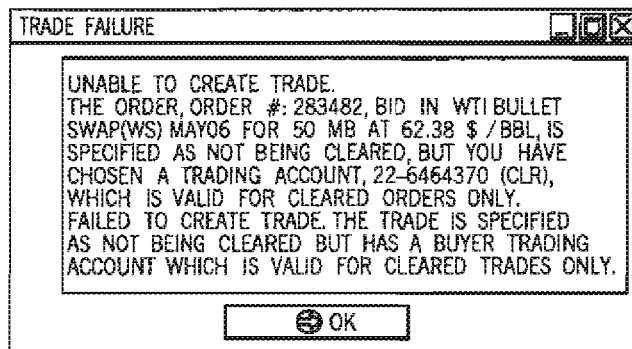 TRADE FAILURE
UNABLE TO CREATE TRADE.
THE ORDER, ORDER #: 283482, BID IN WTI BULLET
SWAP(WS) MAY06 FOR 50 MB AT 62.38 $ /BBL, IS
SPECIFIED AS NOT BEING CLEARED, BUT YOU HAVE
CHOSEN A TRADING ACCOUNT, 22-6464370 (CLR),
WHICH IS VALID FOR CLEARED ORDERS ONLY.
FAILED TO CREATE TRADE. THE TRADE IS SPECIFIED
AS NOT BEING CLEARED BUT HAS A BUYER TRADING
ACCOUNT WHICH IS VALID FOR CLEARED TRADES ONLY.
OK